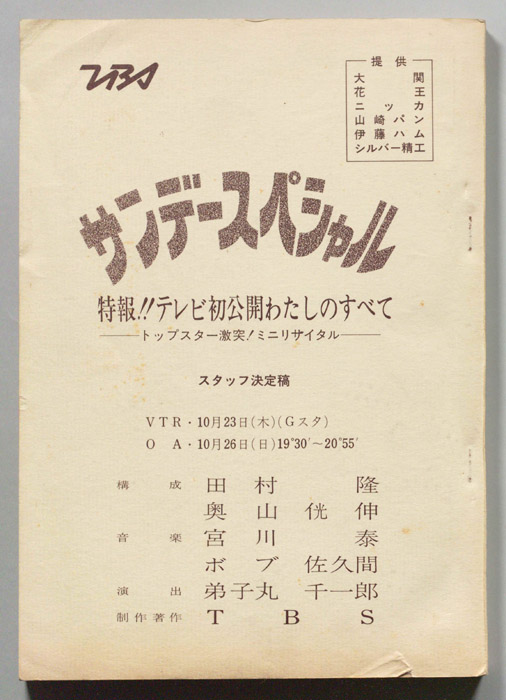 TBS
提供
大関
花王
ニッカ
山崎パン
伊藤ハム
シルバー精工
サンデースペシャル
特報!!テレビ初公開わたしのすべて
トップスター激突!ミニリサイタル
スタッフ決定稿
VTR・10月23日(木)(Gスタ)
O A・10月26日(日)19°30′〜20°55′
構成 田村 隆
奥山侊伸
音楽 宮川 泰
ボブ佐久間
演出 弟子丸 千一郎
制作著作 TBS